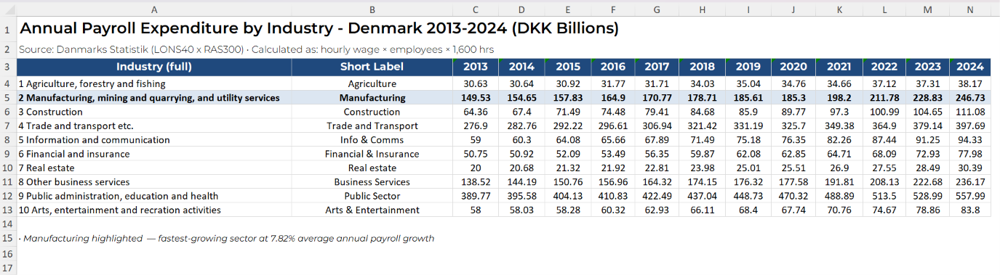 A B C D E F G H I J K L M N
1 Annual Payroll Expenditure by Industry - Denmark 2013-2024 (DKK Billions)
2 Source: Danmarks Statistik (LONS40 x RAS300) · Calculated as: hourly wage × employees × 1,600 hrs
3 Industry (full) Short Label 2013 2014 2015 2016 2017 2018 2019 2020 2021 2022 2023 2024
4 1 Agriculture, forestry and fishing Agriculture 30.63 30.64 30.92 31.77 31.71 34.03 35.04 34.76 34.66 37.12 37.31 38.17
5 2 Manufacturing, mining and quarrying, and utility services Manufacturing 149.53 154.65 157.83 164.9 170.77 178.71 185.61 185.3 198.2 211.78 228.83 246.73
6 3 Construction Construction 64.36 67.4 71.49 74.48 79.41 84.68 85.9 89.77 97.3 100.99 104.65 111.08
7 4 Trade and transport etc. Trade and Transport 276.9 282.76 292.22 296.61 306.94 321.42 331.19 325.7 349.38 364.9 379.14 397.69
8 5 Information and communication Info & Comms 59 60.3 64.08 65.66 67.89 71.49 75.18 76.35 82.26 87.44 91.25 94.33
9 6 Financial and insurance Financial & Insurance 50.75 50.92 52.09 53.49 56.35 59.87 62.08 62.85 64.71 68.09 72.93 77.98
10 7 Real estate Real estate 20 20.68 21.32 21.92 22.81 23.98 25.01 25.51 26.9 27.55 28.49 30.39
11 8 Other business services Business Services 138.52 144.19 150.76 156.96 164.32 174.15 176.32 177.58 191.81 208.13 222.68 236.17
12 9 Public administration, education and health Public Sector 389.77 395.58 404.13 410.83 422.49 437.04 448.73 470.32 488.89 513.5 528.99 557.99
13 10 Arts, entertainment and recration activities Arts & Entertainment 58 58.03 58.28 60.32 62.93 66.11 68.4 67.74 70.76 74.67 78.86 83.8
14
15 · Manufacturing highlighted — fastest-growing sector at 7.82% average annual payroll growth
16
17